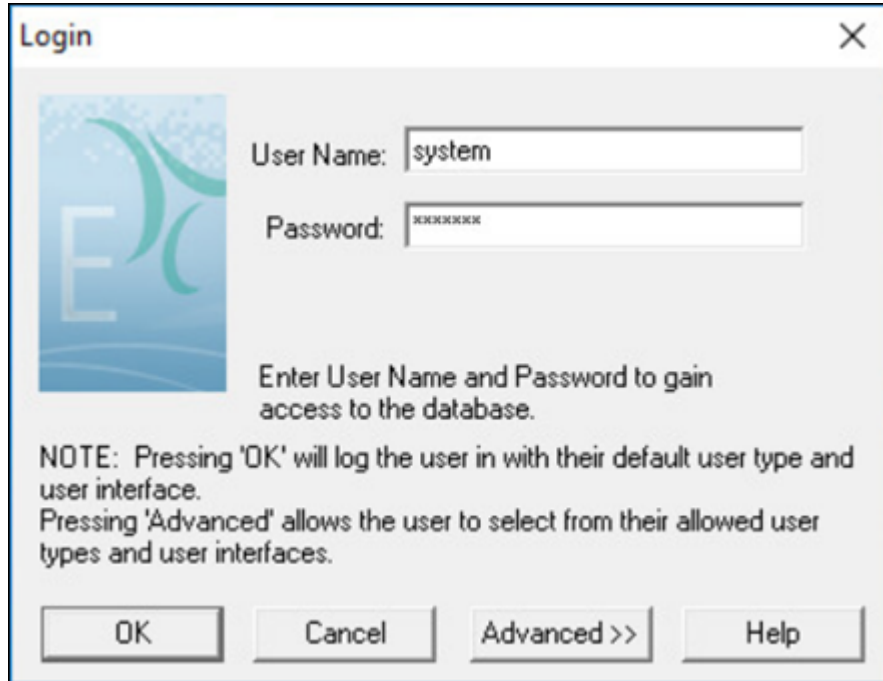 Login
E
User Name: system
Password: *******
Enter User Name and Password to gain
access to the database.
NOTE:  Pressing 'OK' will log the user in with their default user type and
user interface.
Pressing 'Advanced' allows the user to select from their allowed user
types and user interfaces.
OK Cancel Advanced >> Help